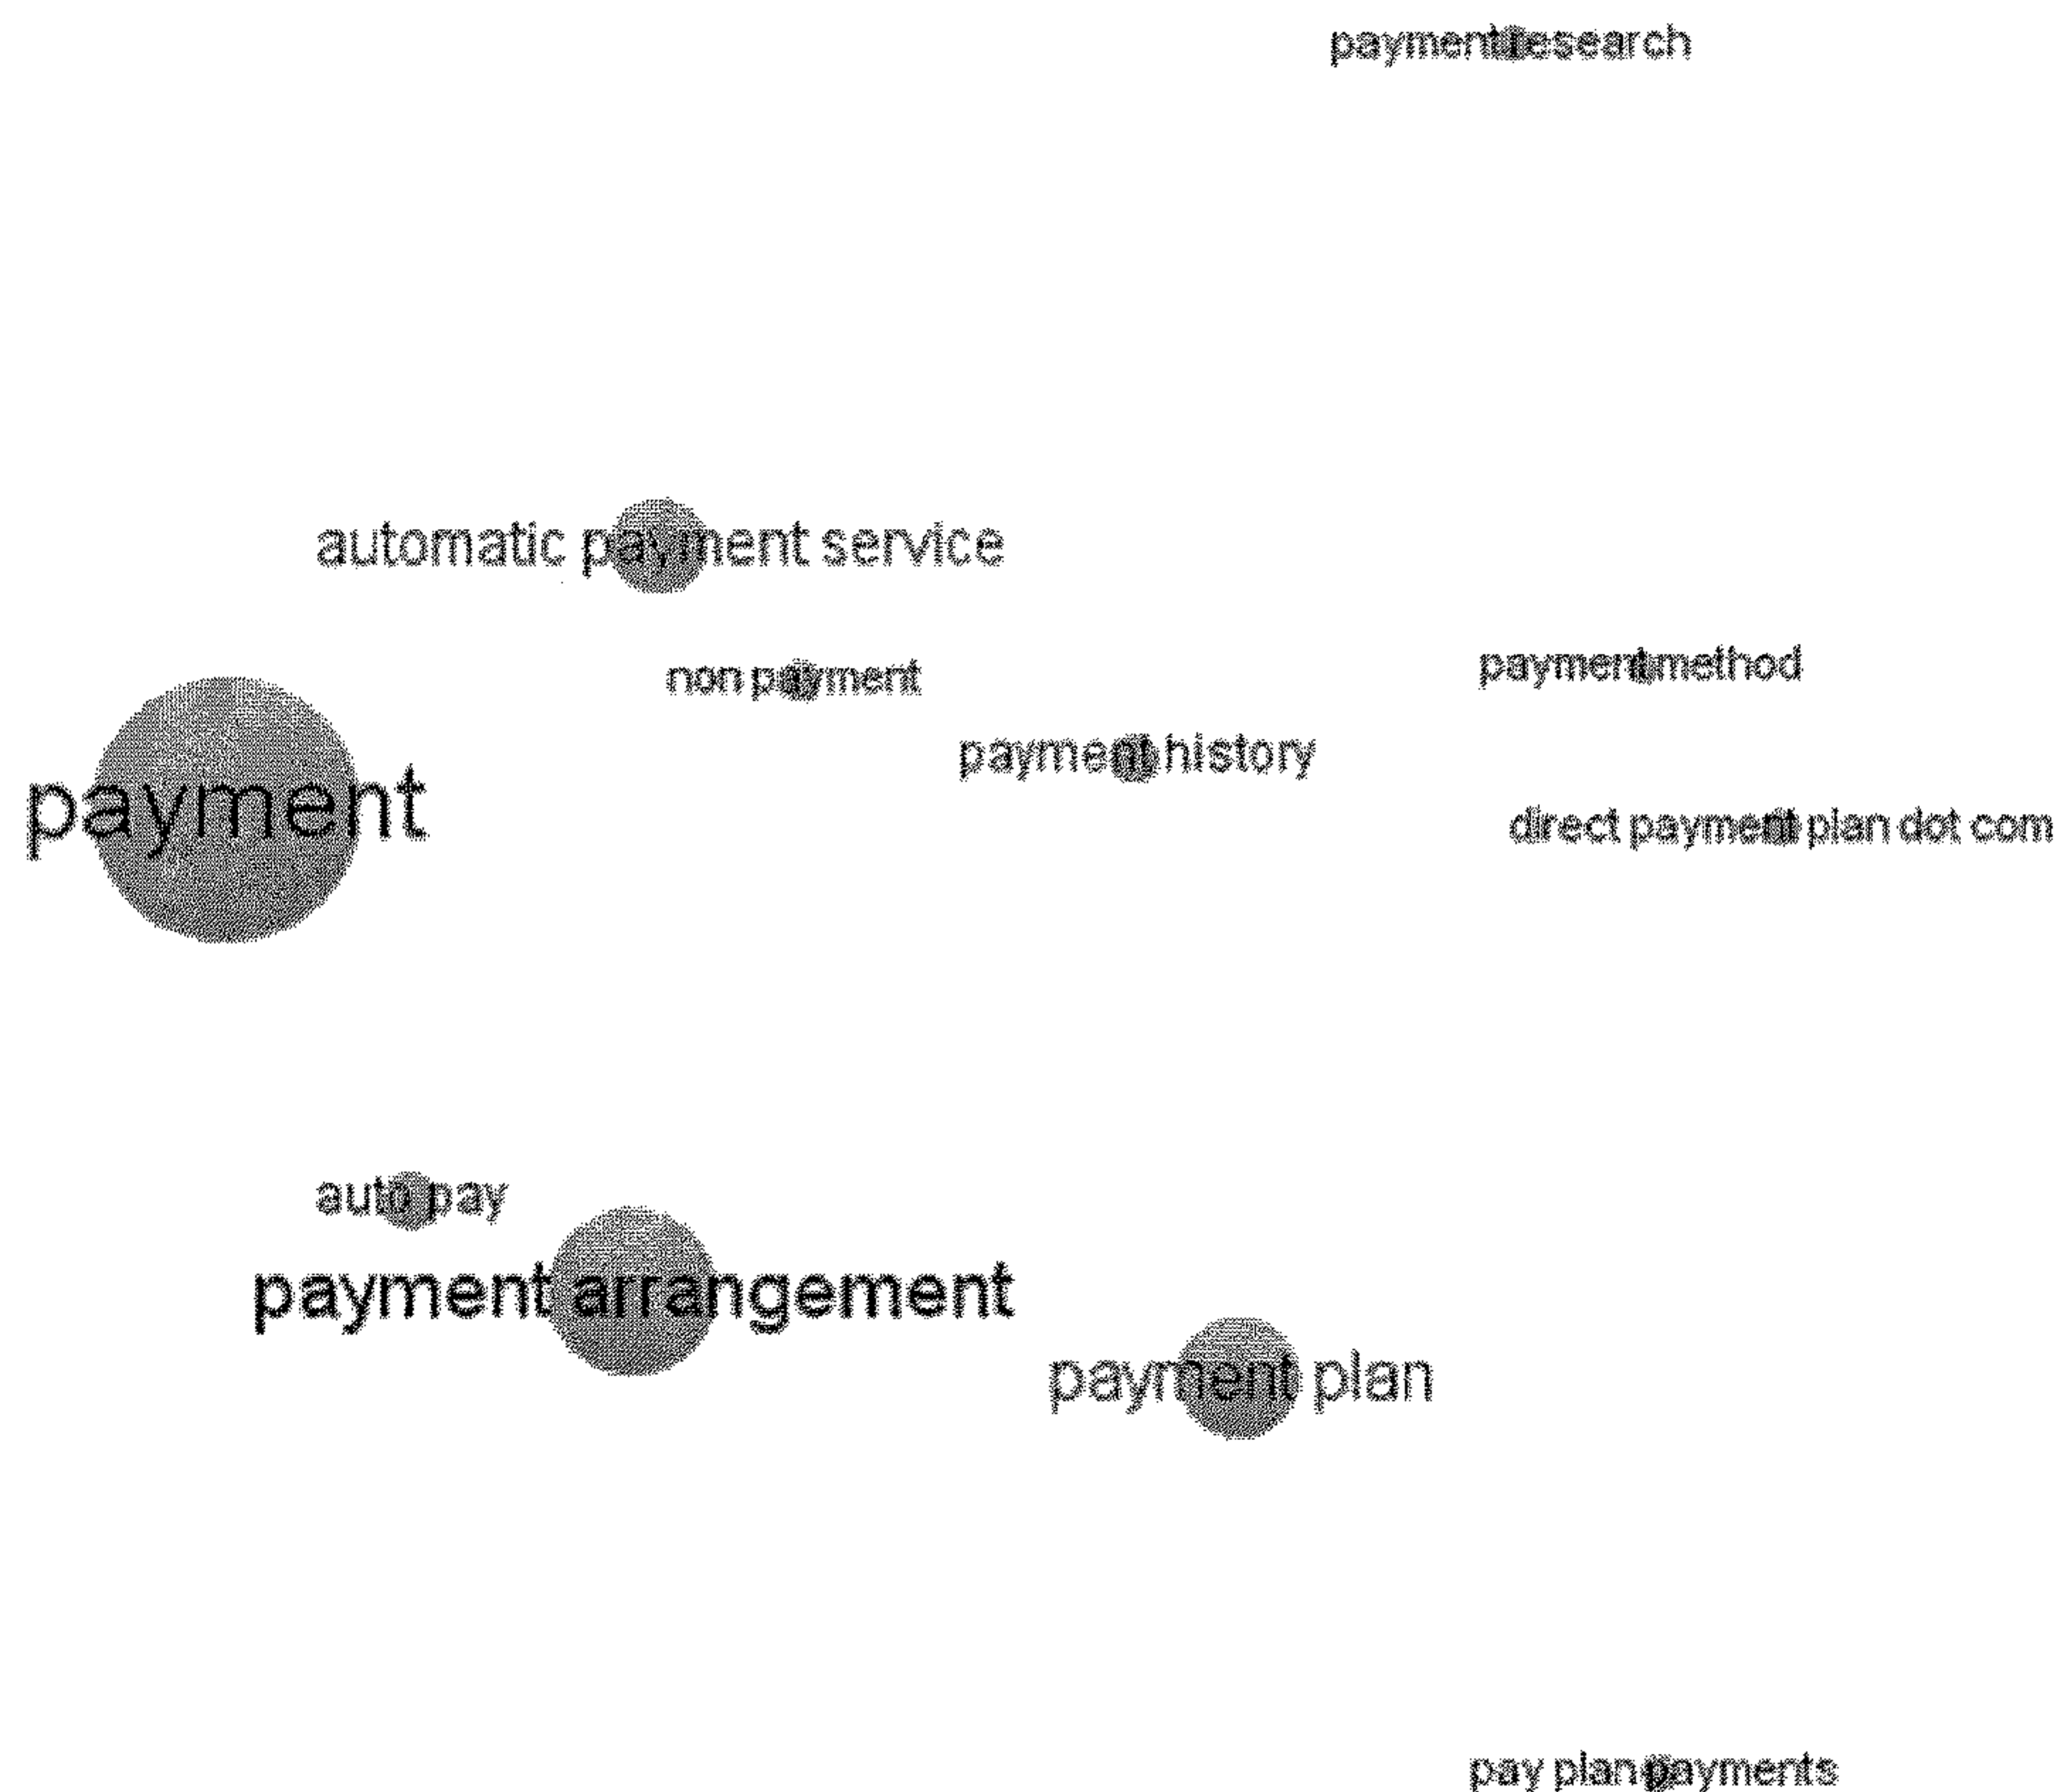 payment research
automatic payment service
non payment
payment method
payment history
payment
direct payment plan dot com
auto pay
payment arrangement
payment plan
pay plan payments